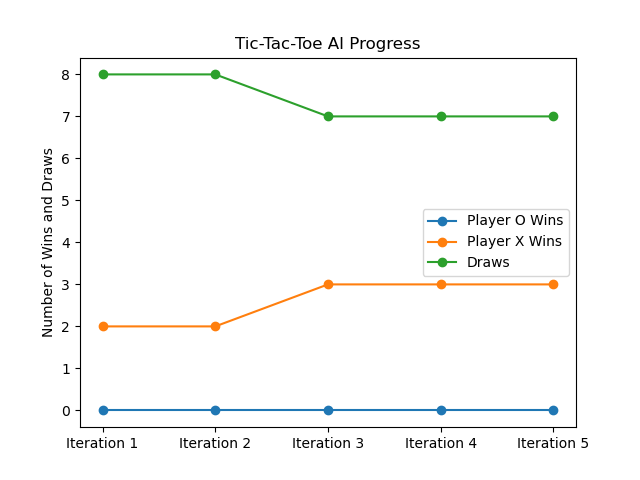 Tic-Tac-Toe AI Progress
Number of Wins and Draws
8
7
6
5
4
3
2
1
0
Player O Wins
Player X Wins
Draws
Iteration 1
Iteration 2
Iteration 3
Iteration 4
Iteration 5